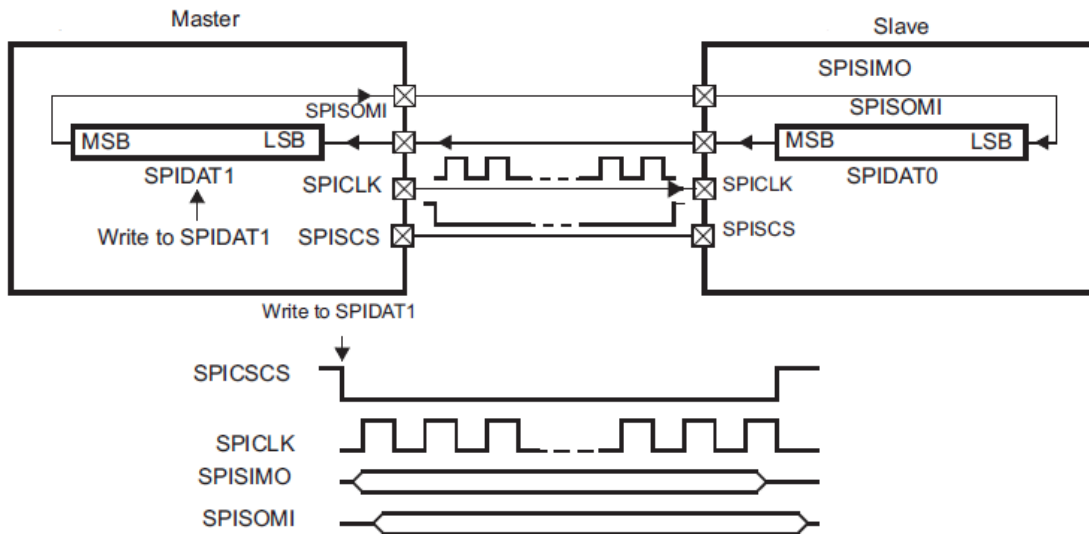 Master
Slave
SPISIMO
SPISOMI
SPISOMI
MSB
LSB
MSB
LSB
SPIDAT1
SPICLK
SPICLK
SPIDAT0
Write to SPIDAT1
SPISCS
SPISCS
Write to SPIDAT1
SPICSCS
SPICLK
SPISIMO
SPISOMI